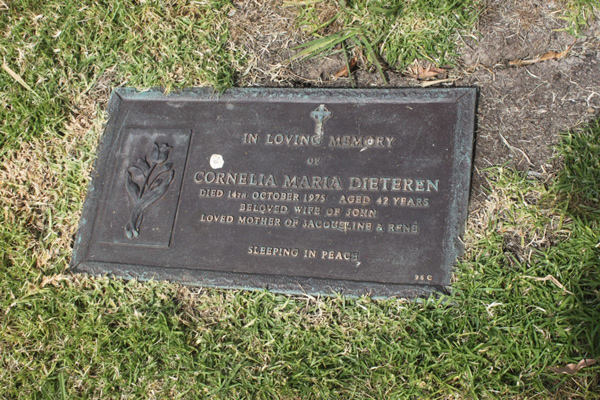 IN LOVING MEMORY
OF
CORNELIA MARIA DIETEREN
DIED 14TH OCTOBER 1975 AGED 42 YEARS
BELOVED WIFE OF JOHN
LOVED MOTHER OF JACQUELINE & RENÉ
SLEEPING IN PEACE
96 C